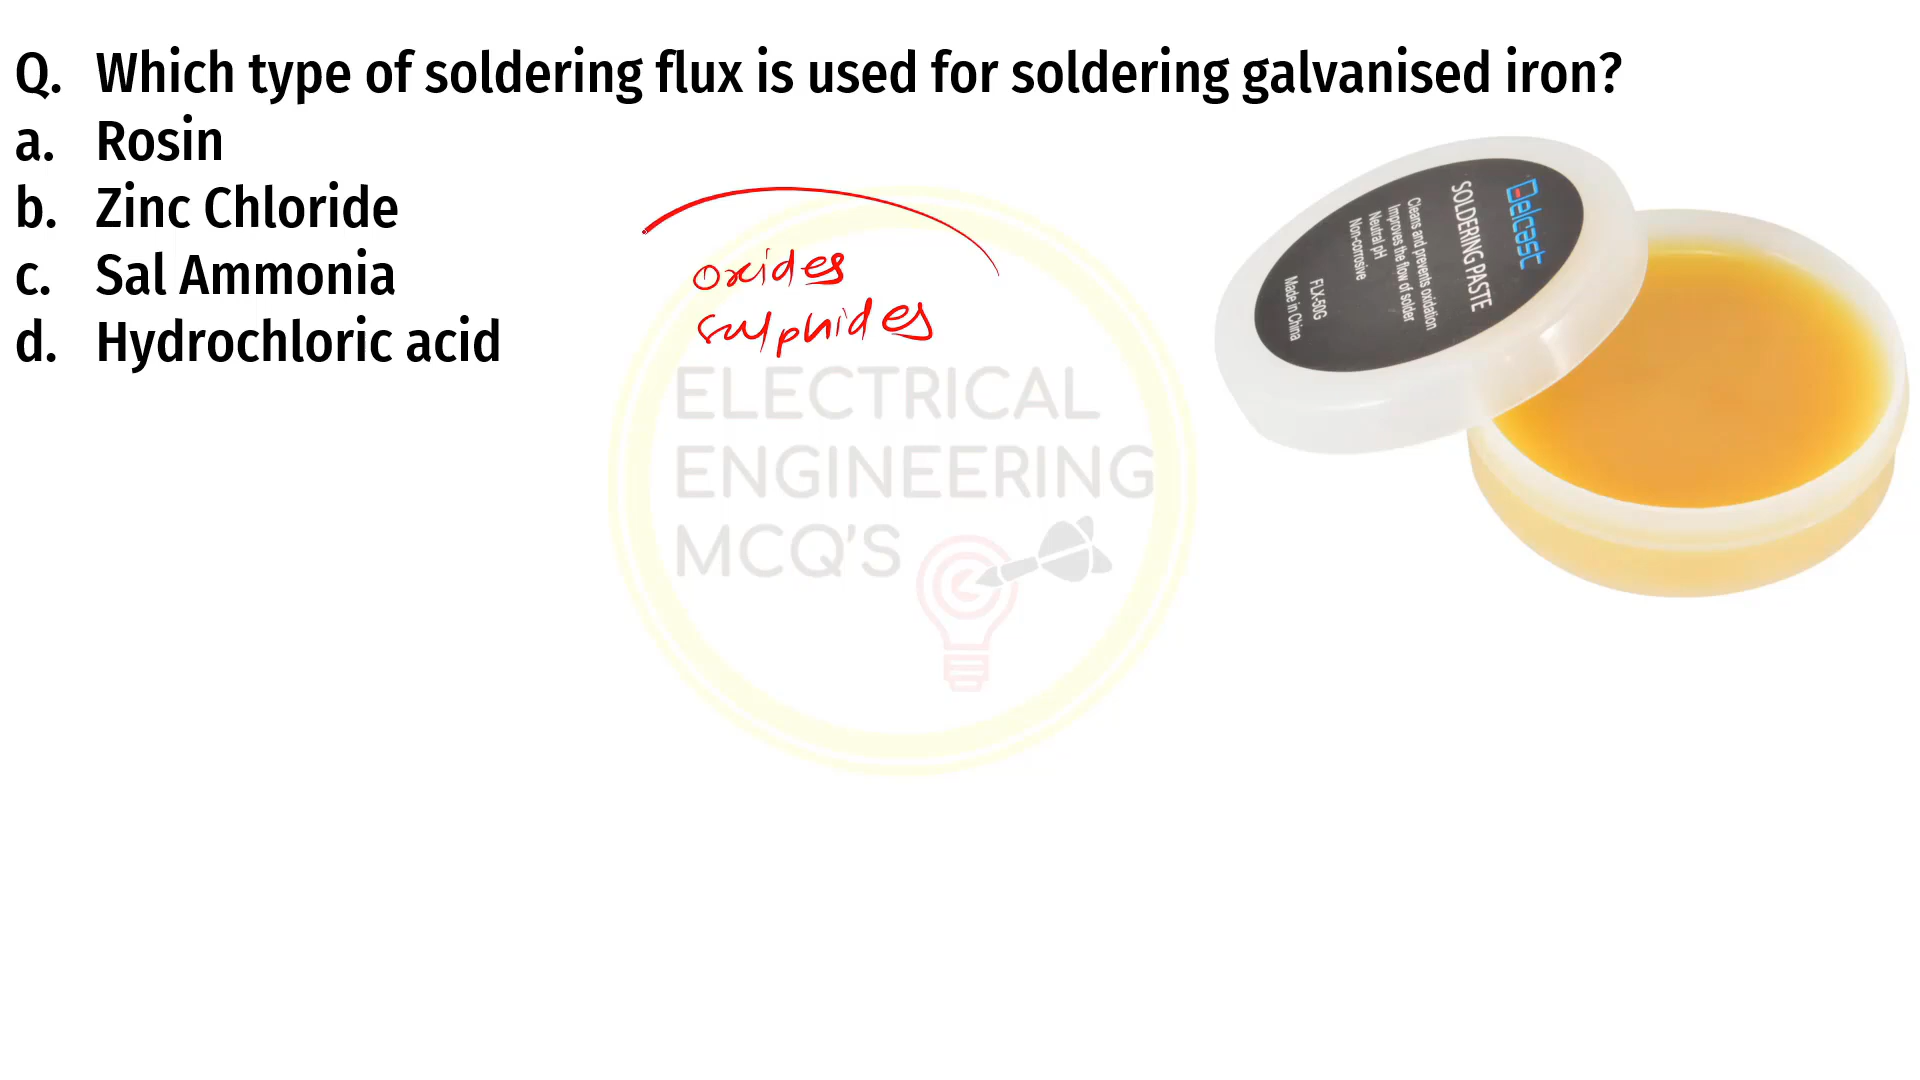 Q. Which type of soldering flux is used for soldering galvanised iron?
a. Rosin
b. Zinc Chloride
c. Sal Ammonia
d. Hydrochloric acid
oxides
sulphides
ELECTRICAL
ENGINEERING
MCQ'S
Delcast
SOLDERING PASTE
Cleans and prevents oxidation
Improves the flow of solder
Neutral pH
Non-corrosive
FLX-50G
Made in China